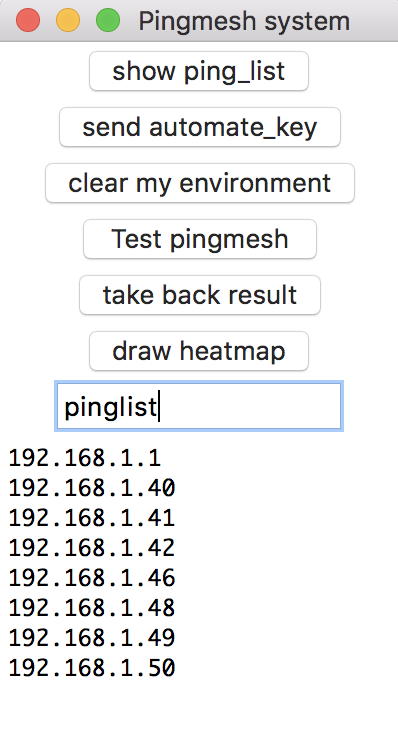 Pingmesh system
show ping_list
send automate_key
clear my environment
Test pingmesh
take back result
draw heatmap
pinglist
192.168.1.1
192.168.1.40
192.168.1.41
192.168.1.42
192.168.1.46
192.168.1.48
192.168.1.49
192.168.1.50